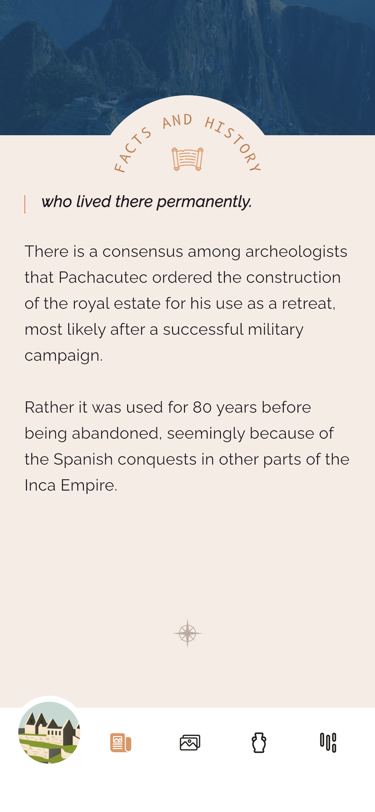 FACTS AND HISTORY
who lived there permanently.
There is a consensus among archeologists
that Pachacutec ordered the construction
of the royal estate for his use as a retreat,
most likely after a successful military
campaign.
Rather it was used for 80 years before
being abandoned, seemingly because of
the Spanish conquests in other parts of the
Inca Empire.